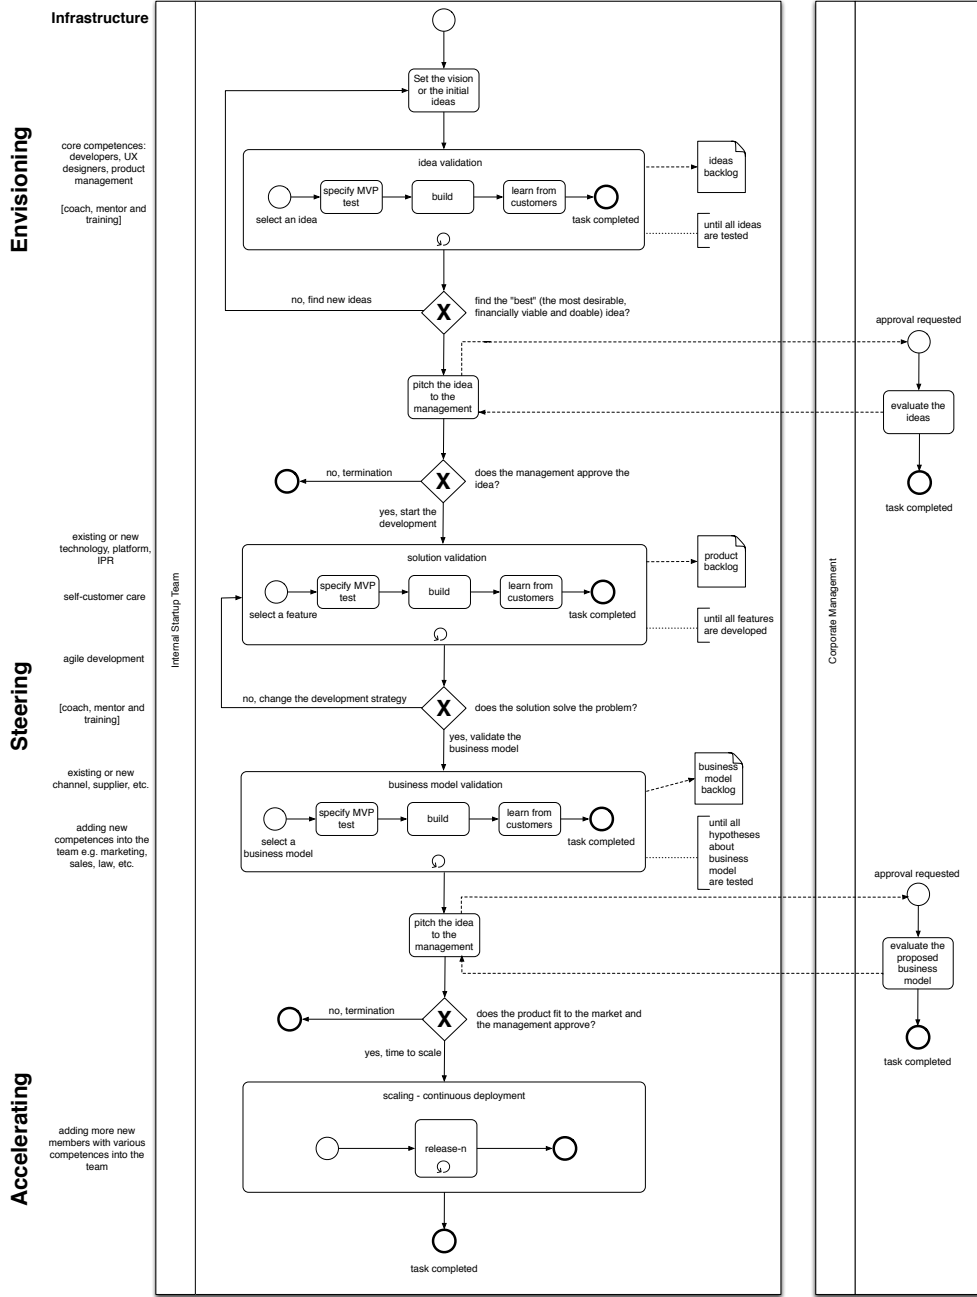 Infrastructure
Envisioning
core competences:
developers, UX
designers, product
management
[coach, mentor and
training]
Steering
existing or new
technology, platform,
IPR
self-customer care
agile development
[coach, mentor and
training]
existing or new
channel, supplier, etc.
adding new
competences into the
team e.g. marketing,
sales, law, etc.
Accelerating
adding more new
members with various
competences into the
team
Internal Startup Team
Set the vision
or the initial
ideas
idea validation
select an idea
specify MVP
test
build
learn from
customers
task completed
ideas
backlog
until all ideas
are tested
no, find new ideas
X
find the "best" (the most desirable,
financially viable and doable) idea?
pitch the idea
to the
management
no, termination
X
does the management approve the
idea?
yes, start the
development
solution validation
select a feature
specify MVP
test
build
learn from
customers
task completed
product
backlog
until all features
are developed
no, change the development strategy
X
does the solution solve the problem?
yes, validate the
business model
business model validation
select a
business model
specify MVP
test
build
learn from
customers
task completed
business
model
backlog
until all
hypotheses
about
business
model
are tested
pitch the idea
to the
management
no, termination
X
does the product fit to the market and
the management approve?
yes, time to scale
scaling - continuous deployment
release-n
task completed
Corporate Management
approval requested
evaluate the
ideas
task completed
approval requested
evaluate the
proposed
business
model
task completed